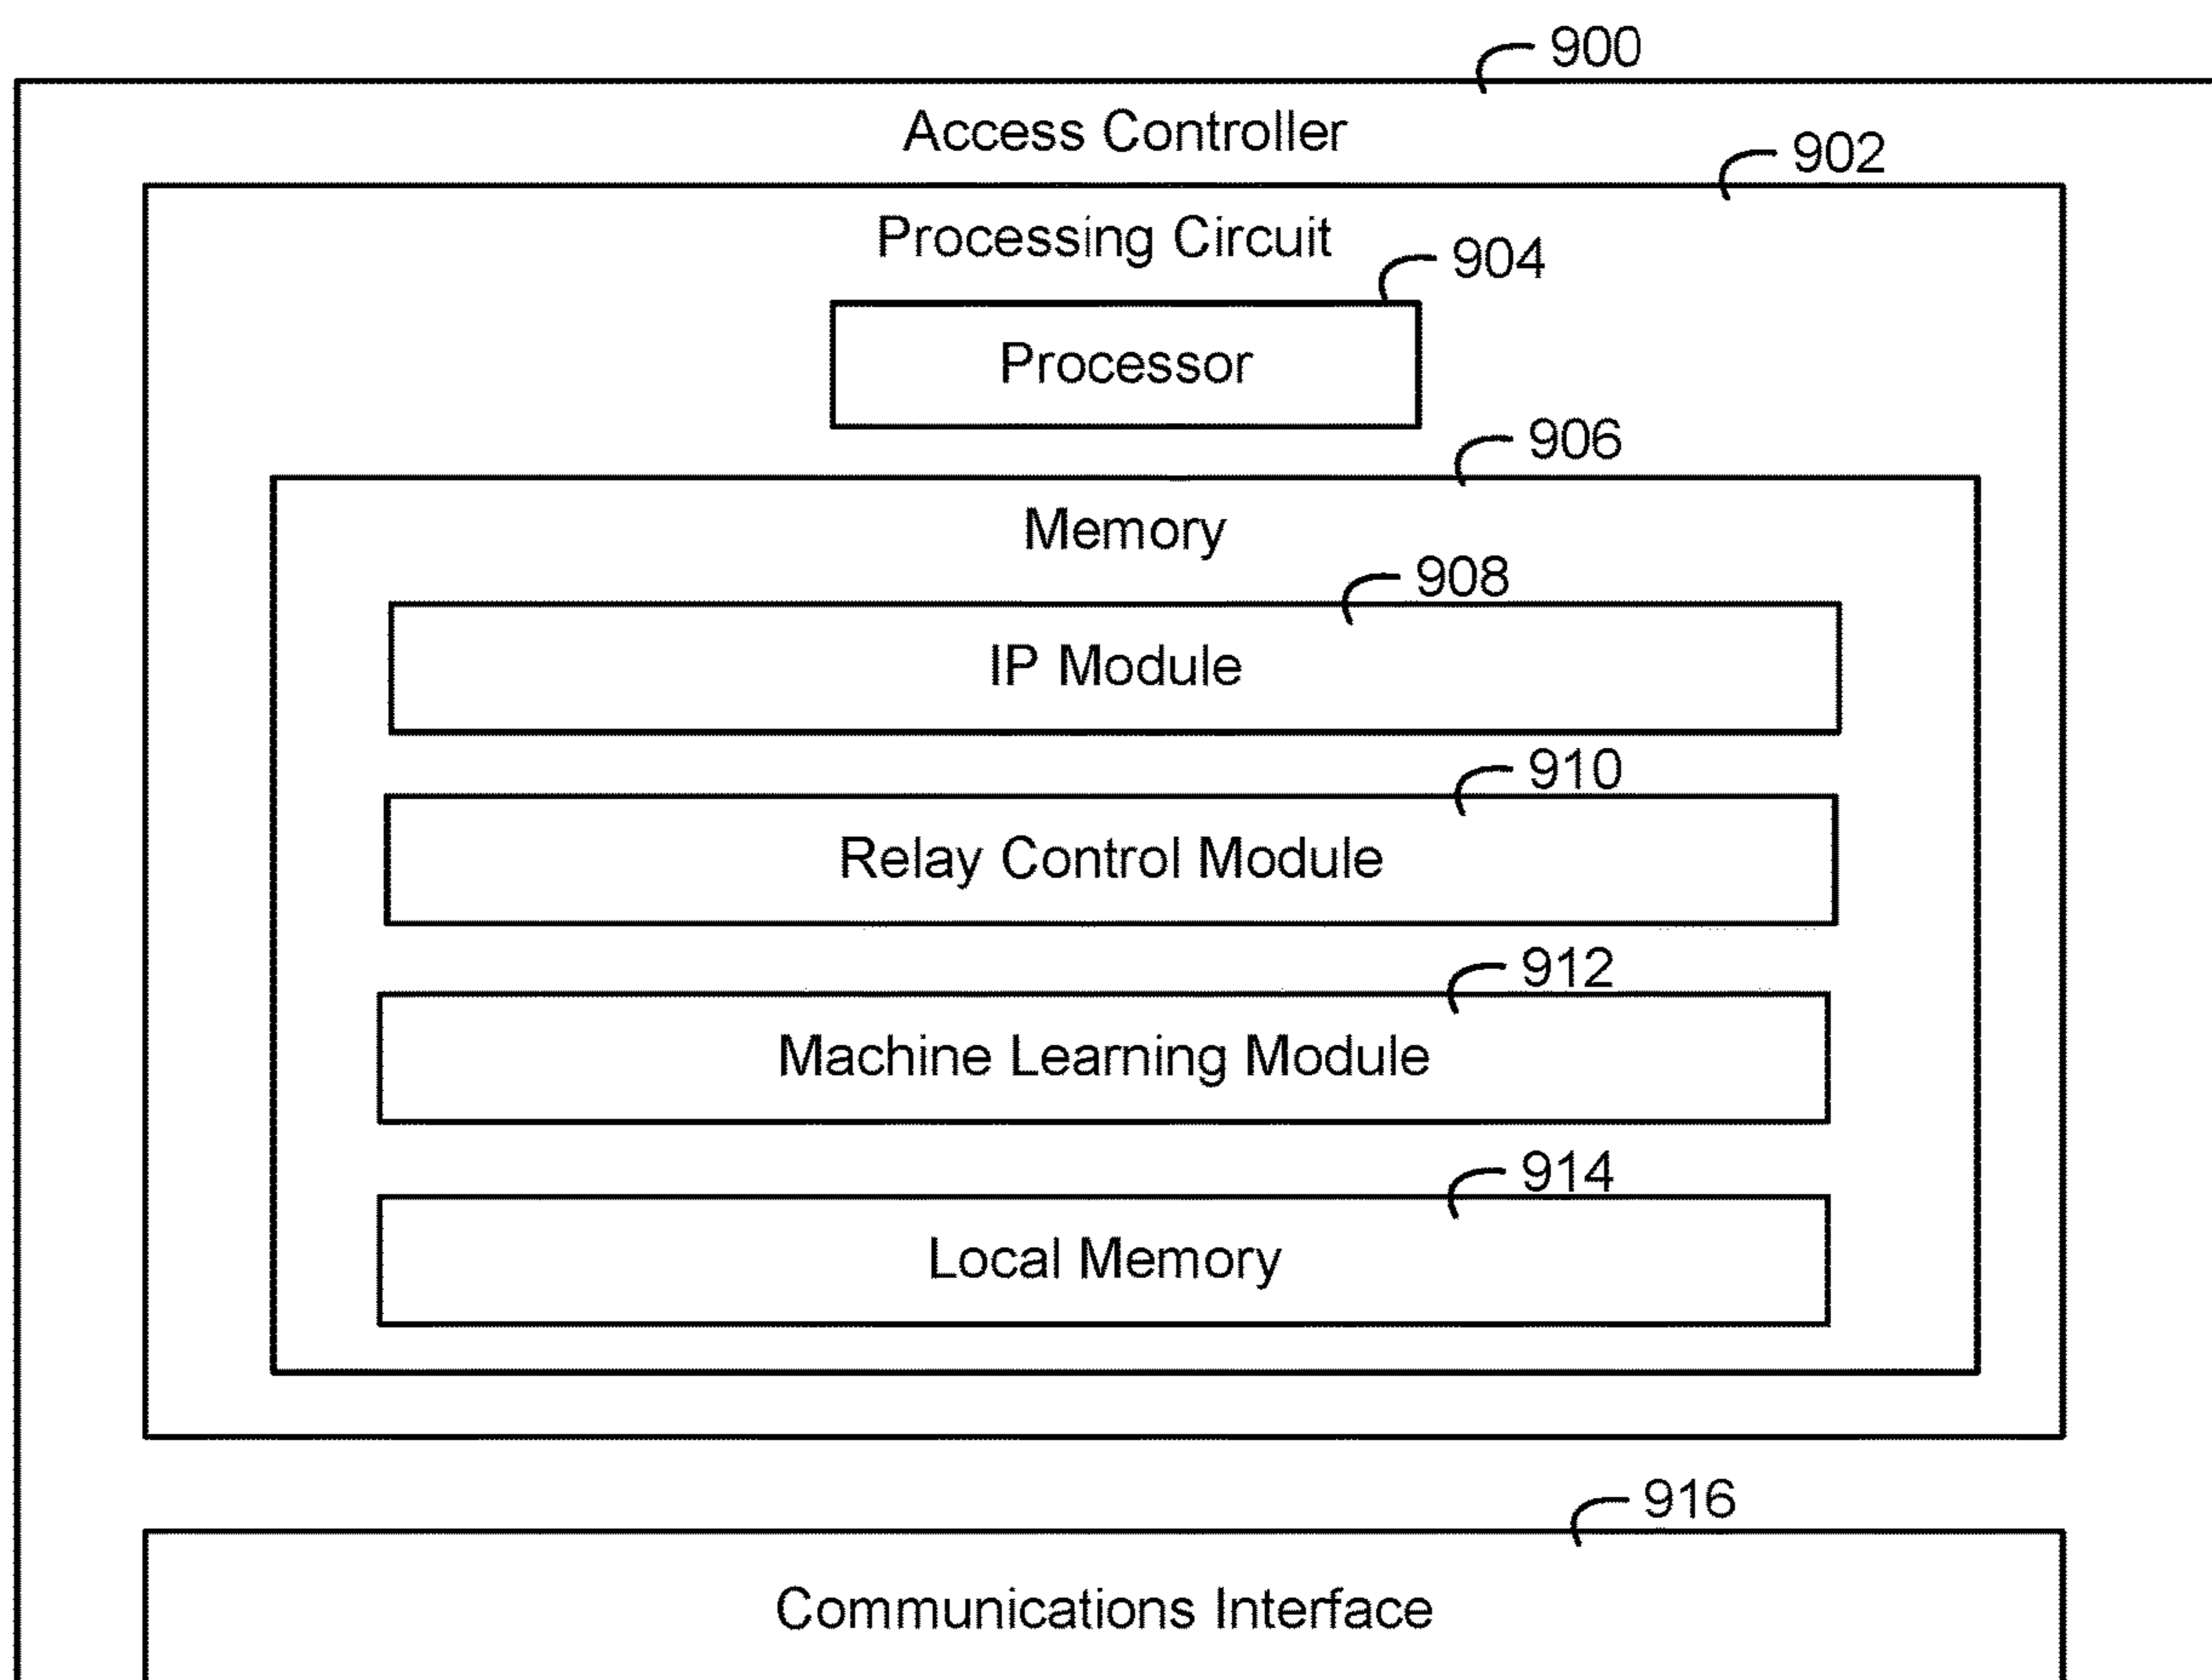 900
Access Controller
902
Processing Circuit
904
Processor
906
Memory
908
IP Module
910
Relay Control Module
912
Machine Learning Module
914
Local Memory
916
Communications Interface